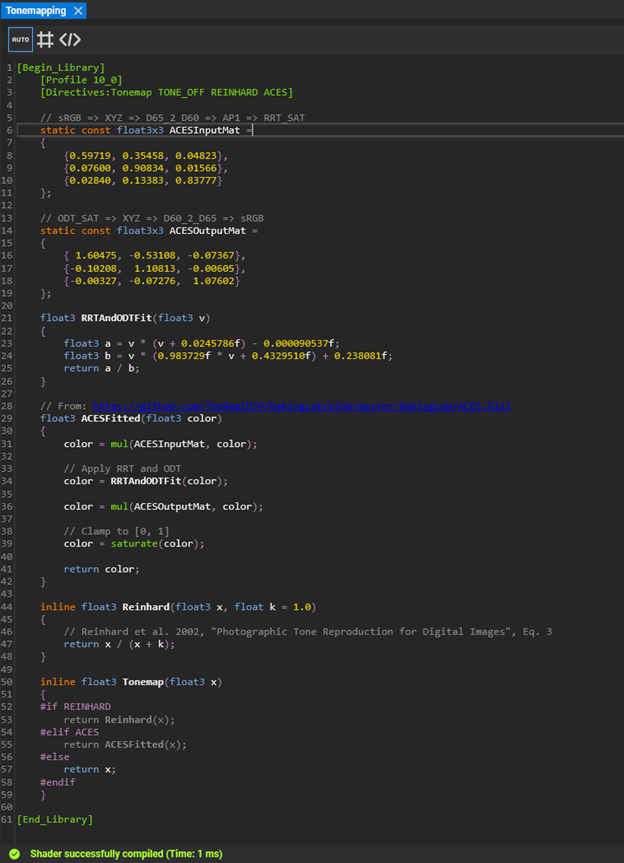 Tonemapping
AUTO
1 [Begin_Library]
2 [Profile 10_0]
3 [Directives:Tonemap TONE_OFF REINHARD ACES]
4
5 // sRGB => XYZ => D65_2_D60 => AP1 => RRT_SAT
6 static const float3x3 ACESInputMat =
7 {
8 {0.59719, 0.35458, 0.04823},
9 {0.07600, 0.90834, 0.01566},
10 {0.02840, 0.13383, 0.83777}
11 };
12
13 // ODT_SAT => XYZ => D60_2_D65 => sRGB
14 static const float3x3 ACESOutputMat =
15 {
16 { 1.60475, -0.53108, -0.07367},
17 {-0.10208,  1.10813, -0.00605},
18 {-0.00327, -0.07276,  1.07602}
19 };
20
21 float3 RRTAndODTFit(float3 v)
22 {
23 float3 a = v * (v + 0.0245786f) - 0.000090537f;
24 float3 b = v * (0.983729f * v + 0.4329510f) + 0.238081f;
25 return a / b;
26 }
27
28 // From:
29 float3 ACESFitted(float3 color)
30 {
31 color = mul(ACESInputMat, color);
32
33 // Apply RRT and ODT
34 color = RRTAndODTFit(color);
35
36 color = mul(ACESOutputMat, color);
37
38 // Clamp to [0, 1]
39 color = saturate(color);
40
41 return color;
42 }
43
44 inline float3 Reinhard(float3 x, float k = 1.0)
45 {
46 // Reinhard et al. 2002, "Photographic Tone Reproduction for Digital Images", Eq. 3
47 return x / (x + k);
48 }
49
50 inline float3 Tonemap(float3 x)
51 {
52 #if REINHARD
53 return Reinhard(x);
54 #elif ACES
55 return ACESFitted(x);
56 #else
57 return x;
58 #endif
59 }
60
61 [End_Library]
Shader successfully compiled (Time: 1 ms)